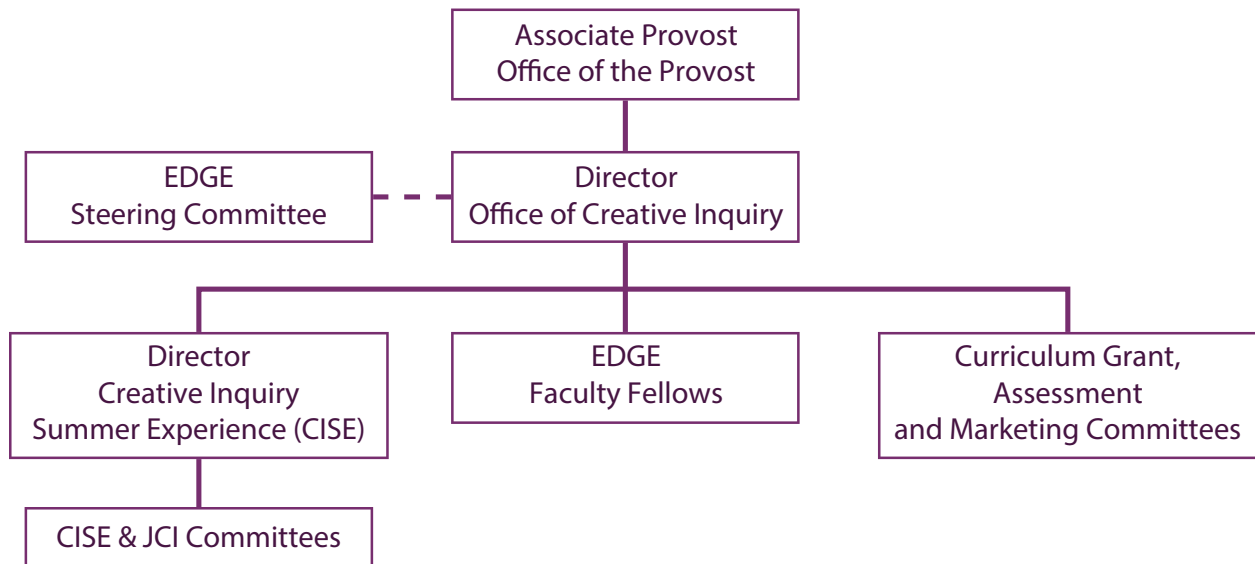 Associate Provost
Office of the Provost
EDGE
Steering Committee
Director
Office of Creative Inquiry
Director
Creative Inquiry
Summer Experience (CISE)
EDGE
Faculty Fellows
Curriculum Grant,
Assessment
and Marketing Committees
CISE & JCI Committees